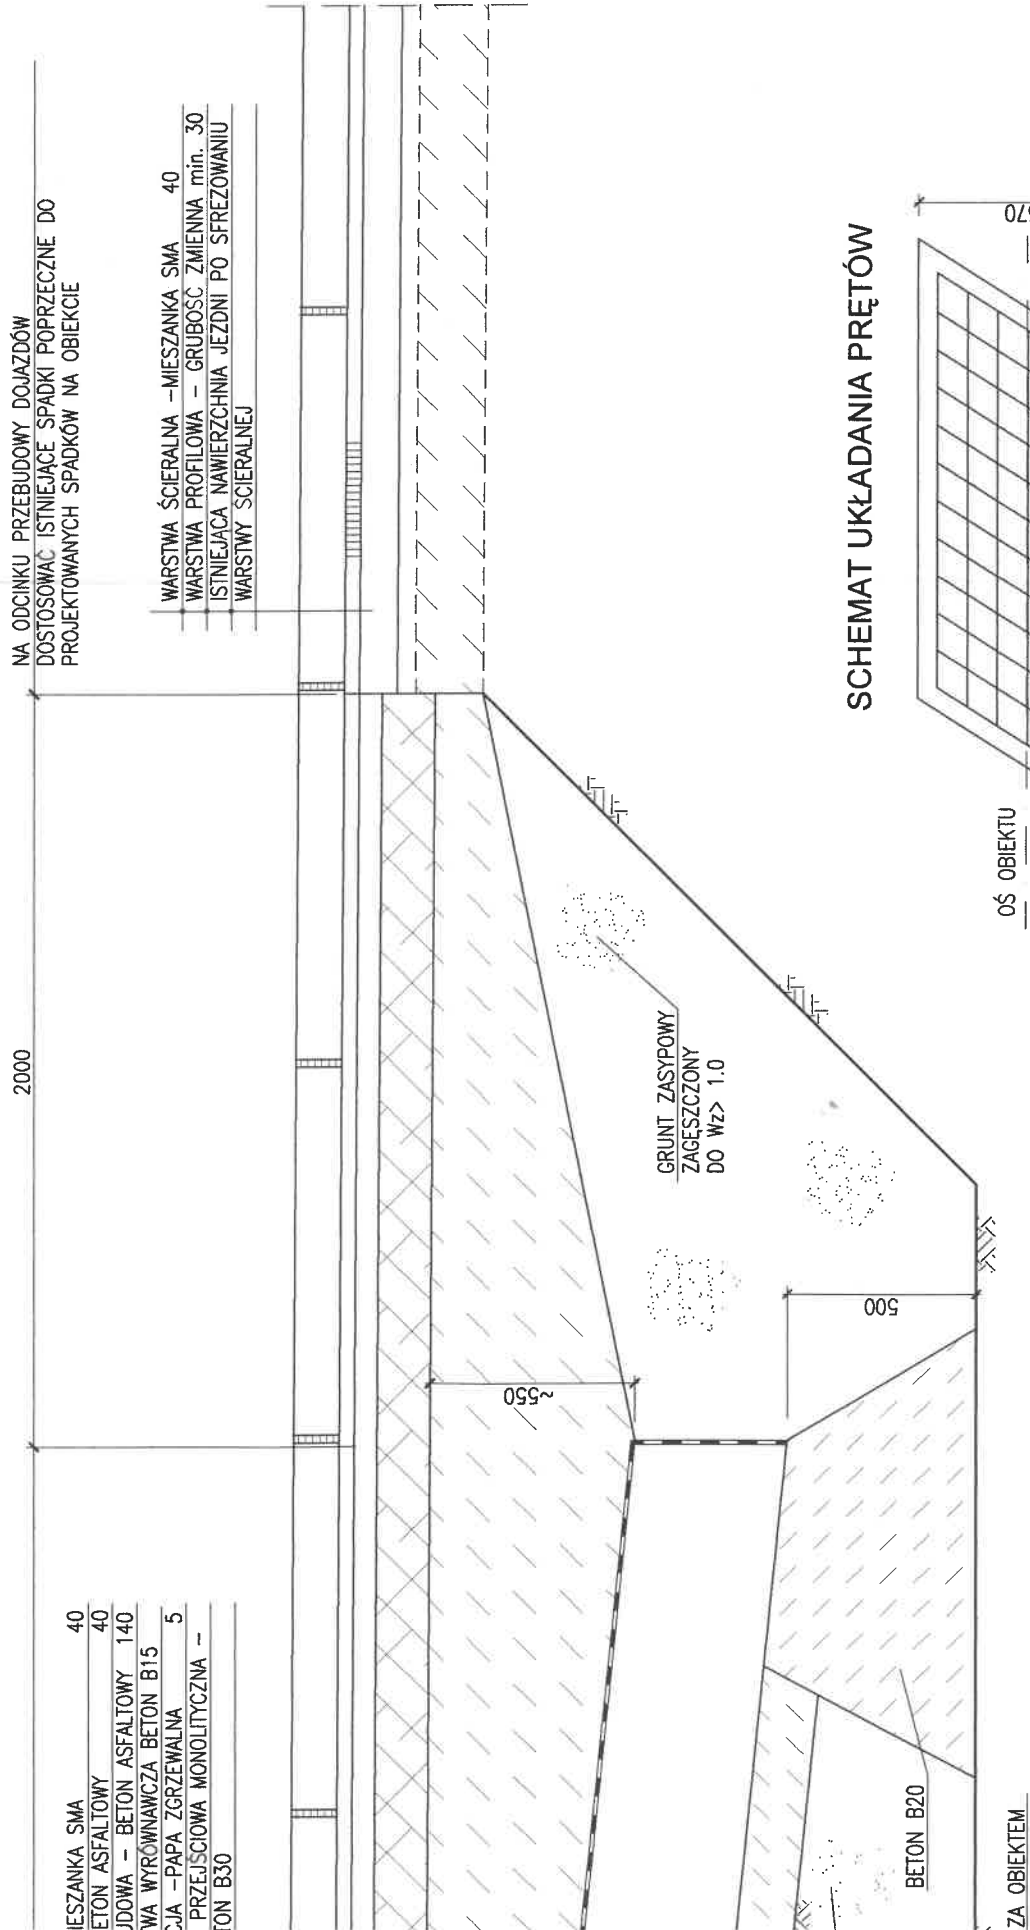 NA ODCINKU PRZEBUDOWY DOJAZDÓW
DOSTOSOWAĆ ISTNIEJĄCE SPADKI POPRZECZNE DO
PROJEKTOWANYCH SPADKÓW NA OBIEKCIE
WARSTWA ŚCIERALNA -MIESZANKA SMA 40
WARSTWA PROFILOWA - GRUBOŚĆ ZMIENNA min. 30
ISTNIEJĄCA NAWIERZCHNIA JEZDNI PO SFREZOWANIU
WARSTWY ŚCIERALNEJ
2000
IESZANKA SMA 40
ETON ASFALTOWY 40
UDOWA - BETON ASFALTOWY 140
WA WYRÓWNAWCZA BETON B15
CJA -PAPA ZGRZEWALNA 5
PRZEJŚCIOWA MONOLITYCZNA -
TON B30
~550
500
GRUNT ZASYPOWY
ZAGĘSZCZONY
DO Wz> 1.0
BETON B20
SCHEMAT UKŁADANIA PRĘTÓW
OŚ OBIEKTU
ZA OBIEKTEM